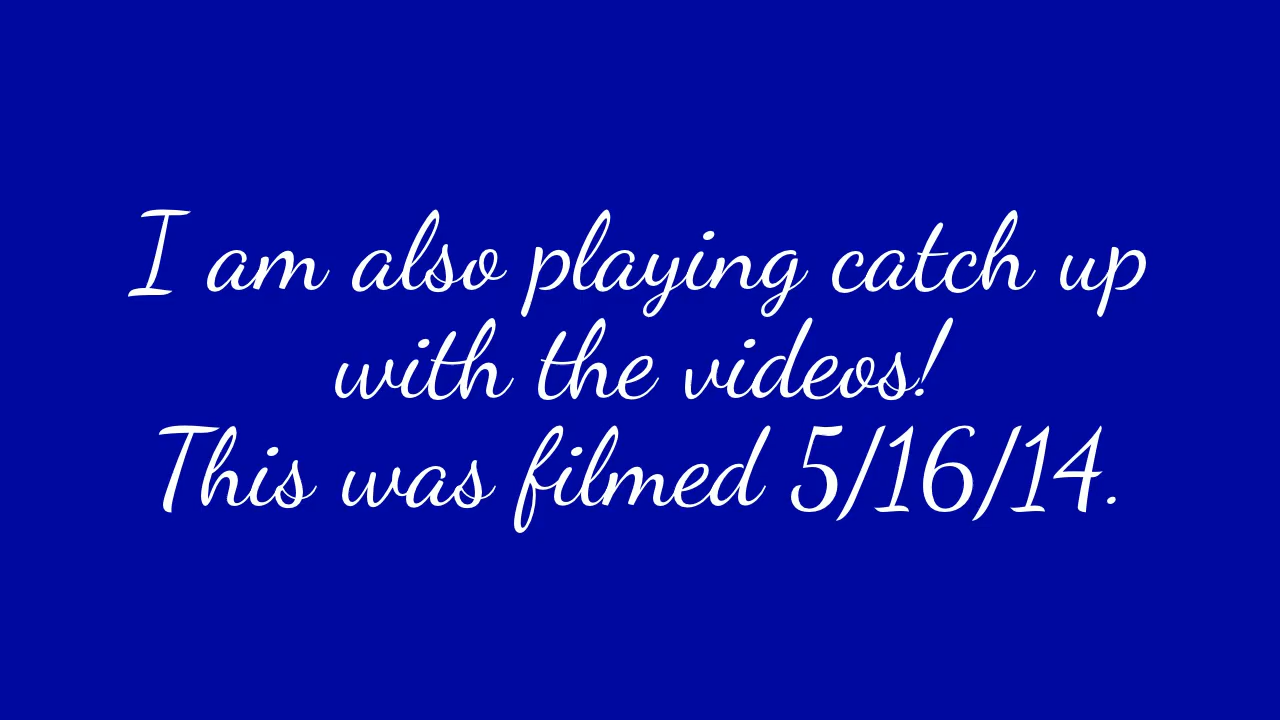 I am also playing catch up
with the videos!
This was filmed 5/16/14.